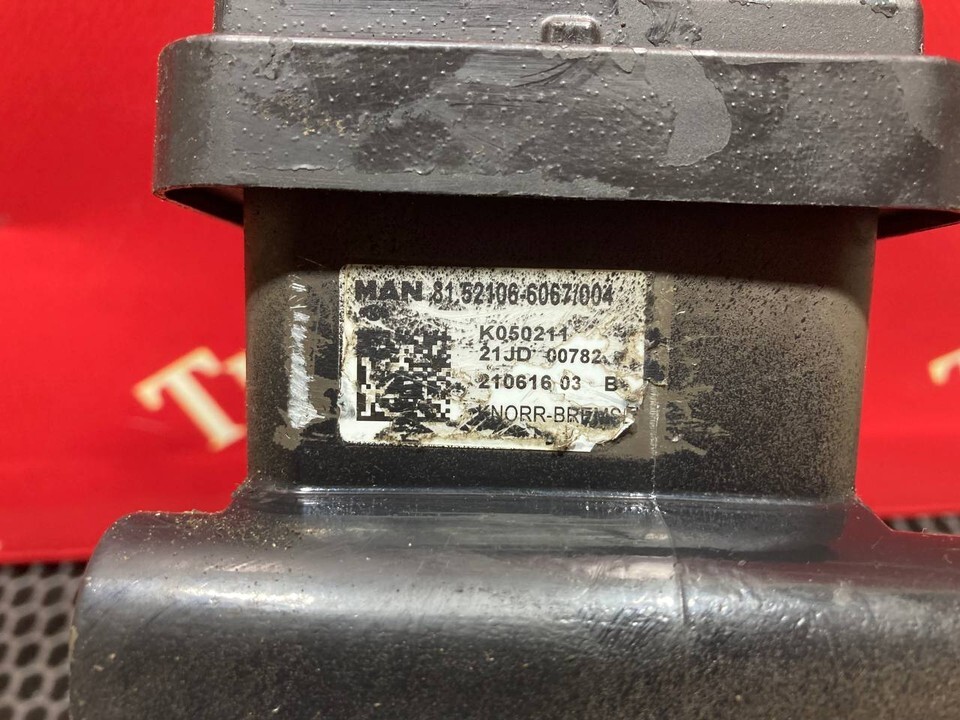 MAN 81.52106-6067/004
K050211
21JD 00782
210616 03 B
KNORR-BREMSE